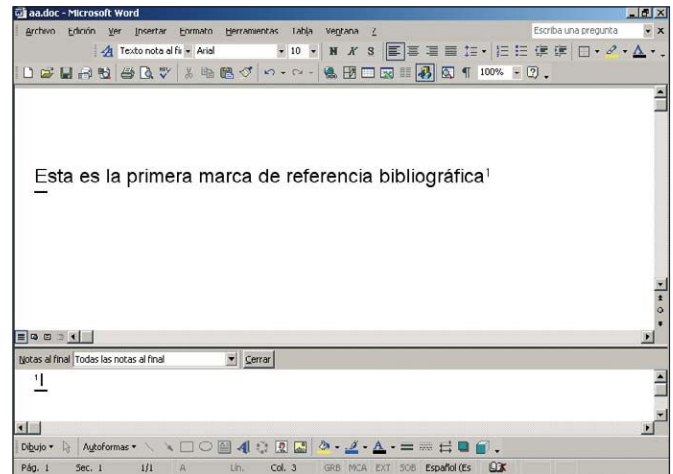 aa.doc - Microsoft Word
Archivo Edición Ver Insertar Formato Herramientas Tabla Ventana ? Escriba una pregunta
Texto nota al fi Arial 10 N K S
100%
Esta es la primera marca de referencia bibliográfica¹
Notas al final Todas las notas al final Cerrar
¹
Dibujo Autoformas
Pág. 1 Sec. 1 1/1 A Lín. Col. 3 GRB MCA EXT SOB Español (Es